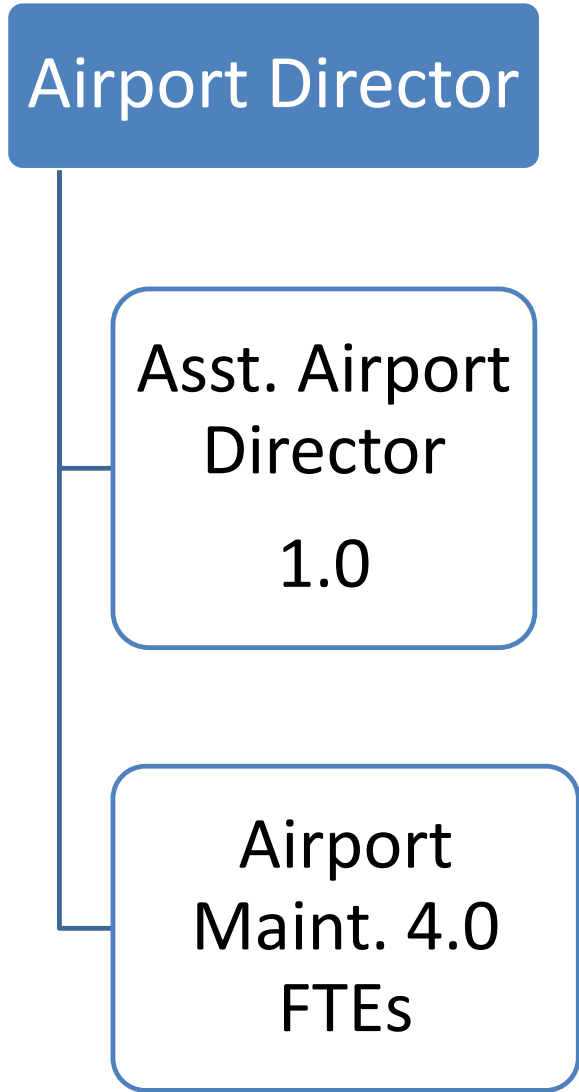 Airport Director
Asst. Airport
Director
1.0
Airport
Maint. 4.0
FTEs